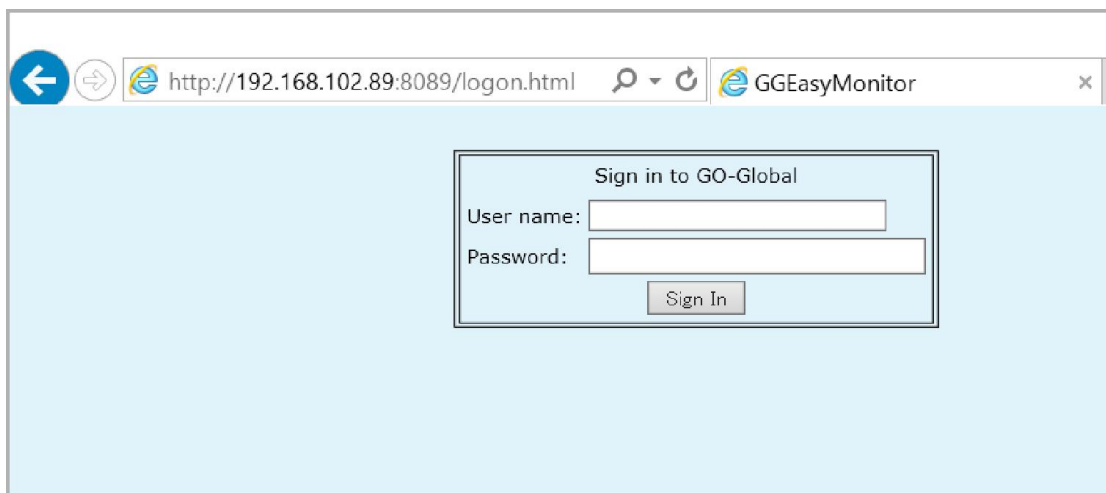 http://192.168.102.89:8089/logon.html
GGEasyMonitor
Sign in to GO-Global
User name:
Password:
Sign In